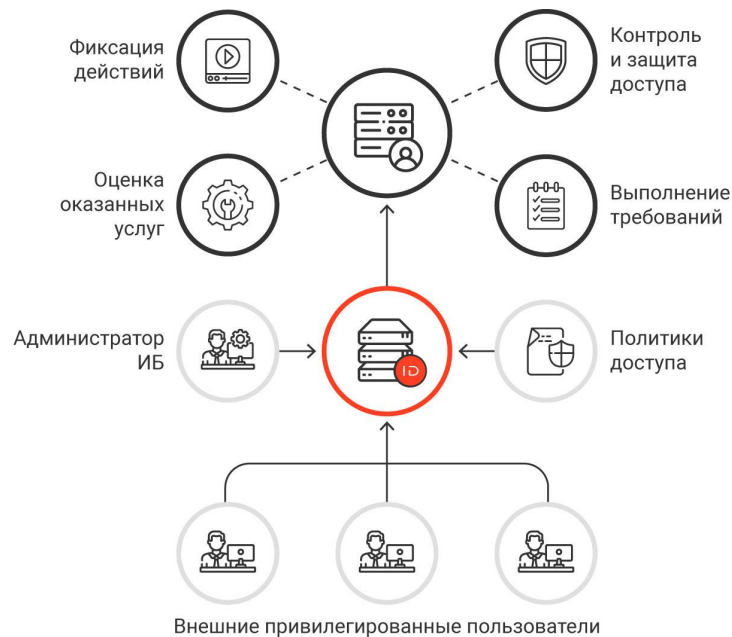 Фиксация
действий
Контроль
и защита
доступа
Оценка
оказанных
услуг
Выполнение
требований
Администратор
ИБ
ID
Политики
доступа
Внешние привилегированные пользователи